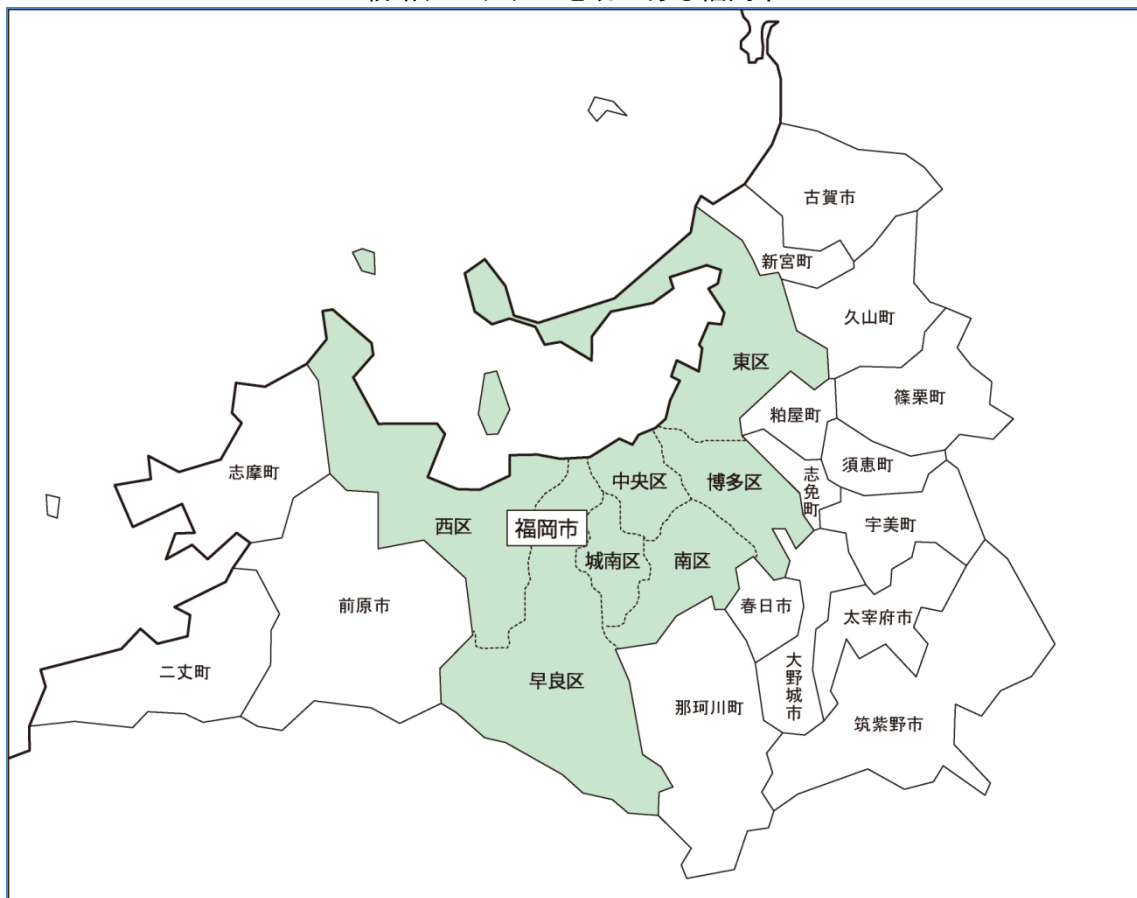 古賀市
新宮町
久山町
東区
篠栗町
粕屋町
志摩町
須恵町
中央区
博多区
志免町
西区
福岡市
宇美町
城南区
南区
前原市
春日市
太宰府市
二丈町
早良区
大野城市
那珂川町
筑紫野市